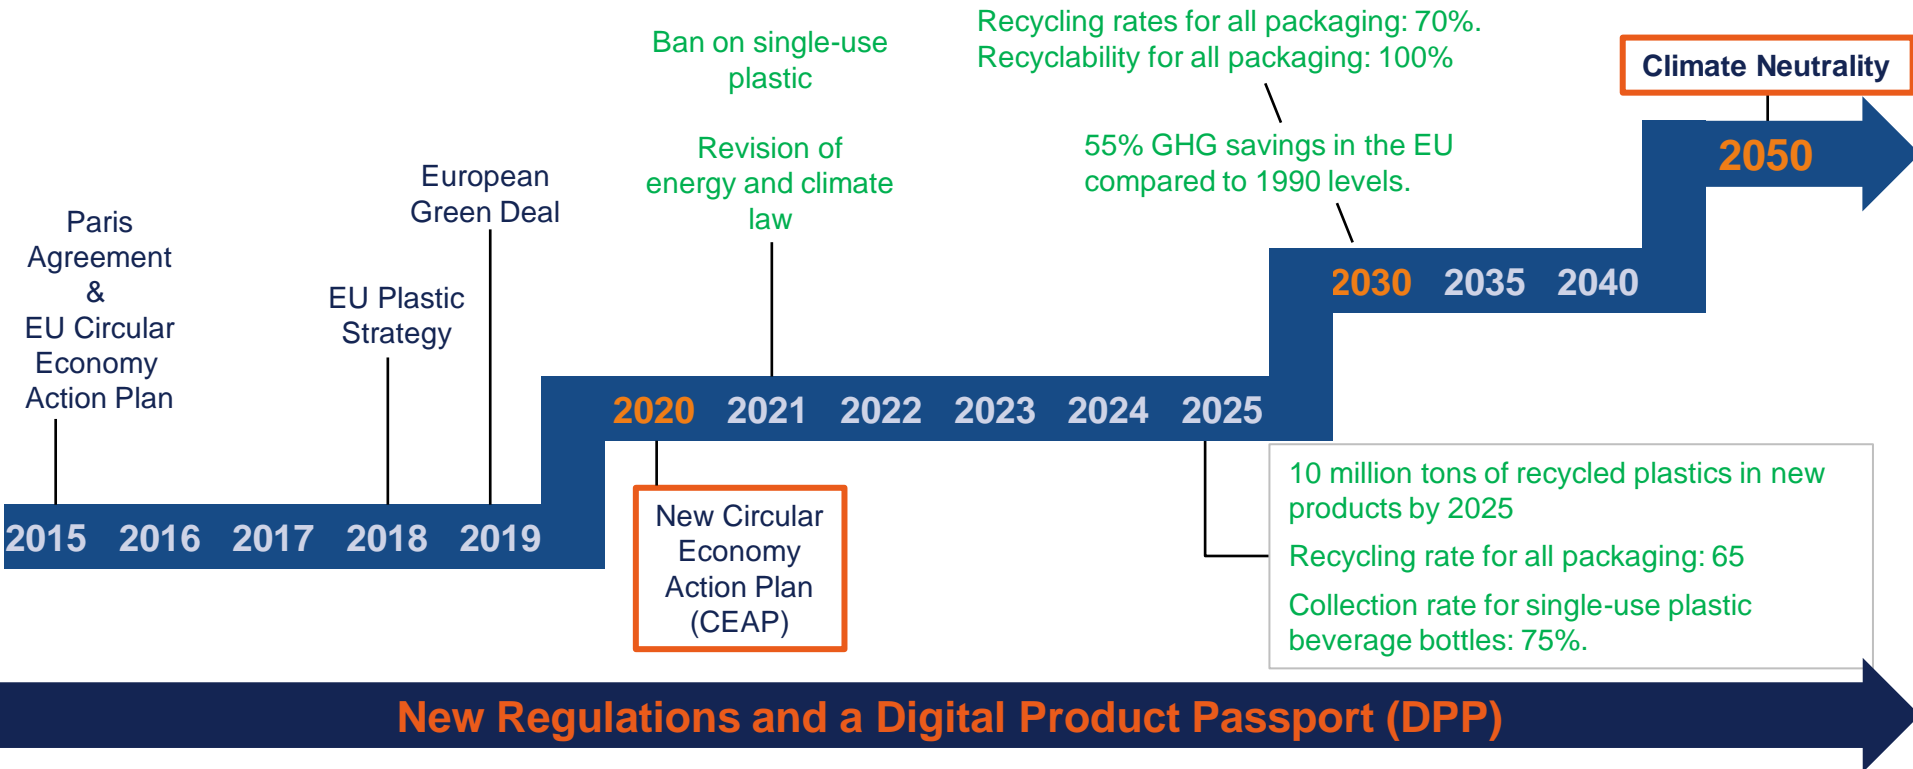 Paris
Agreement
&
EU Circular
Economy
Action Plan
EU Plastic
Strategy
European
Green Deal
Ban on single-use
plastic
Revision of
energy and climate
law
Recycling rates for all packaging: 70%.
Recyclability for all packaging: 100%
55% GHG savings in the EU
compared to 1990 levels.
Climate Neutrality
2050
2030 2035 2040
2020 2021 2022 2023 2024 2025
2015 2016 2017 2018 2019
New Circular
Economy
Action Plan
(CEAP)
10 million tons of recycled plastics in new
products by 2025
Recycling rate for all packaging: 65
Collection rate for single-use plastic
beverage bottles: 75%.
New Regulations and a Digital Product Passport (DPP)